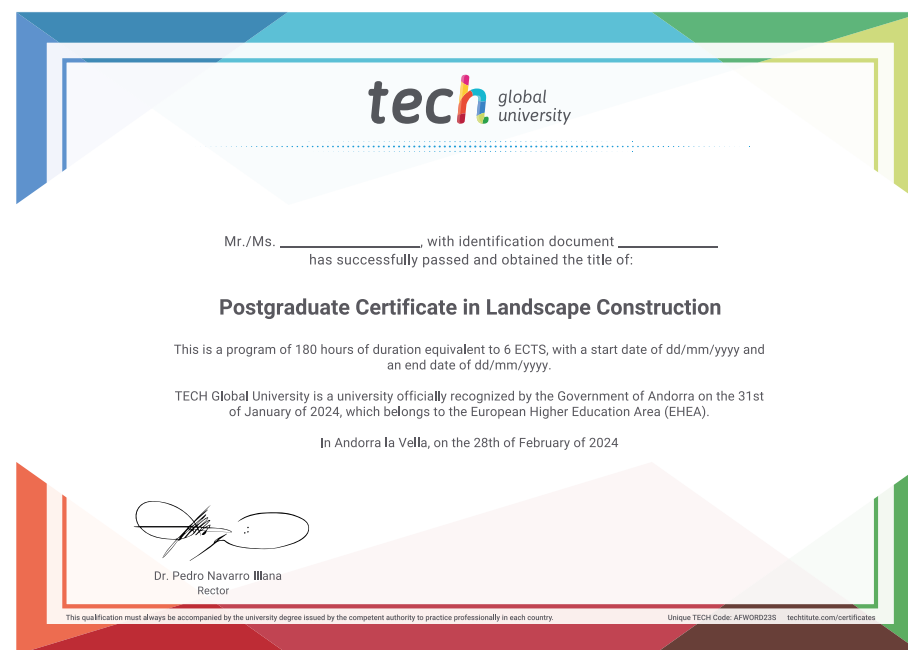 tech global
university
Mr./Ms. ____________________, with identification document ______________
has successfully passed and obtained the title of:
Postgraduate Certificate in Landscape Construction
This is a program of 180 hours of duration equivalent to 6 ECTS, with a start date of dd/mm/yyyy and
an end date of dd/mm/yyyy.
TECH Global University is a university officially recognized by the Government of Andorra on the 31st
of January of 2024, which belongs to the European Higher Education Area (EHEA).
In Andorra la Vella, on the 28th of February of 2024
Dr. Pedro Navarro Illana
Rector
This qualification must always be accompanied by the university degree issued by the competent authority to practice professionally in each country.
Unique TECH Code: AFWORD23S techtitute.com/certificates